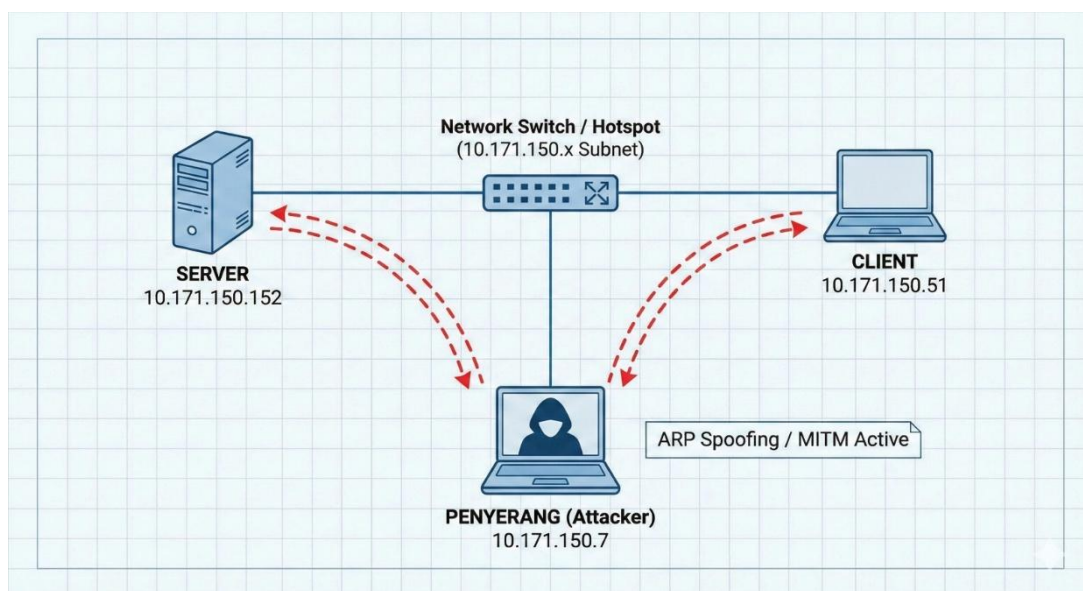 Network Switch / Hotspot
(10.171.150.x Subnet)
SERVER
10.171.150.152
CLIENT
10.171.150.51
ARP Spoofing / MITM Active
PENYERANG (Attacker)
10.171.150.7